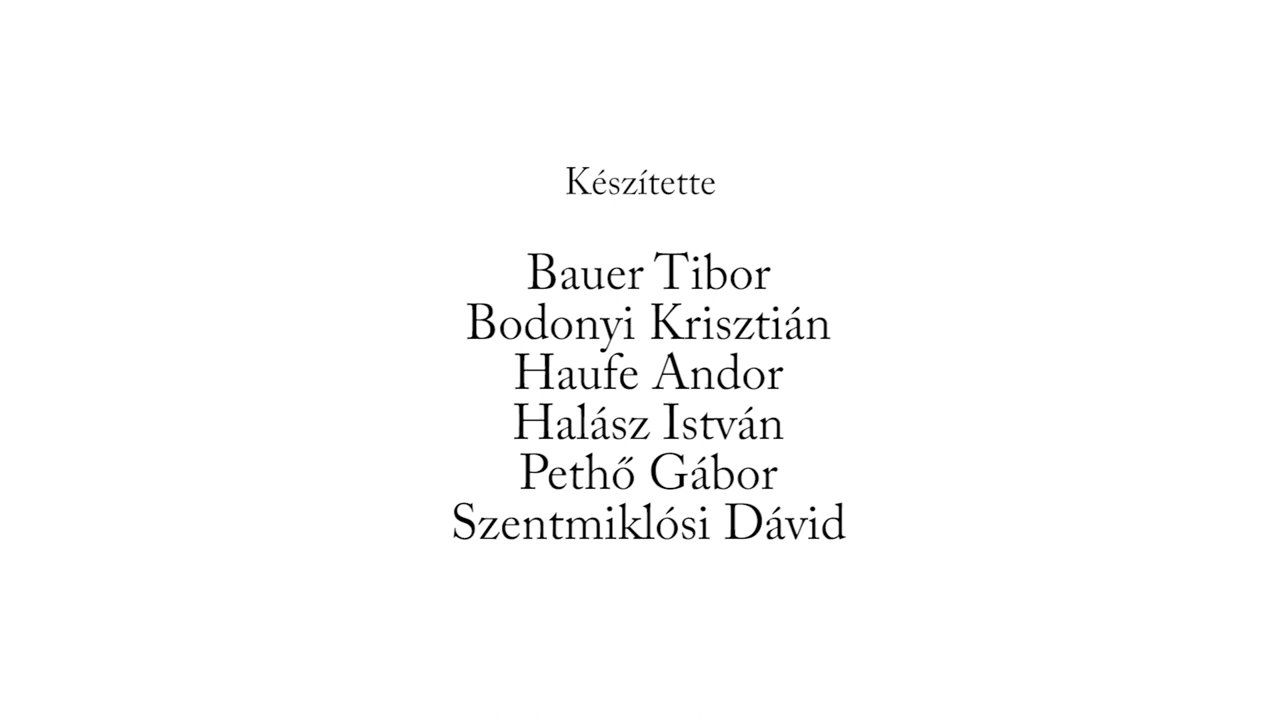 Készítette
Bauer Tibor
Bodonyi Krisztián
Haufe Andor
Halász István
Pethő Gábor
Szentmiklósi Dávid